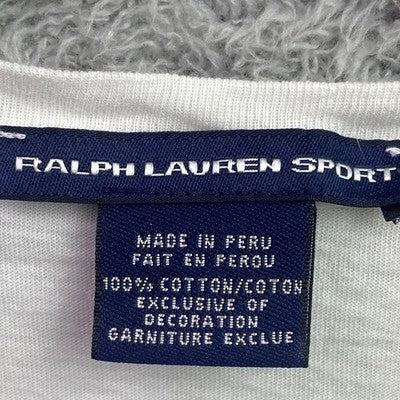 RALPH LAUREN SPORT
MADE IN PERU
FAIT EN PEROU
100% COTTON/COTON
EXCLUSIVE OF
DECORATION
GARNITURE EXCLUE